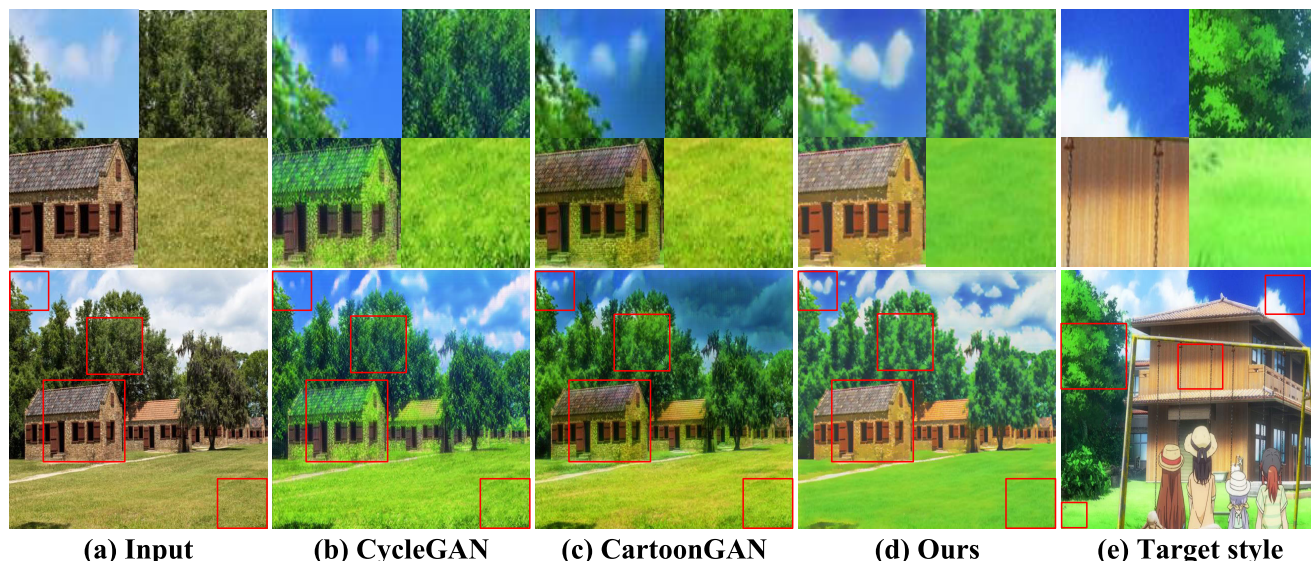 (a) Input
(b) CycleGAN
(c) CartoonGAN
(d) Ours
(e) Target style